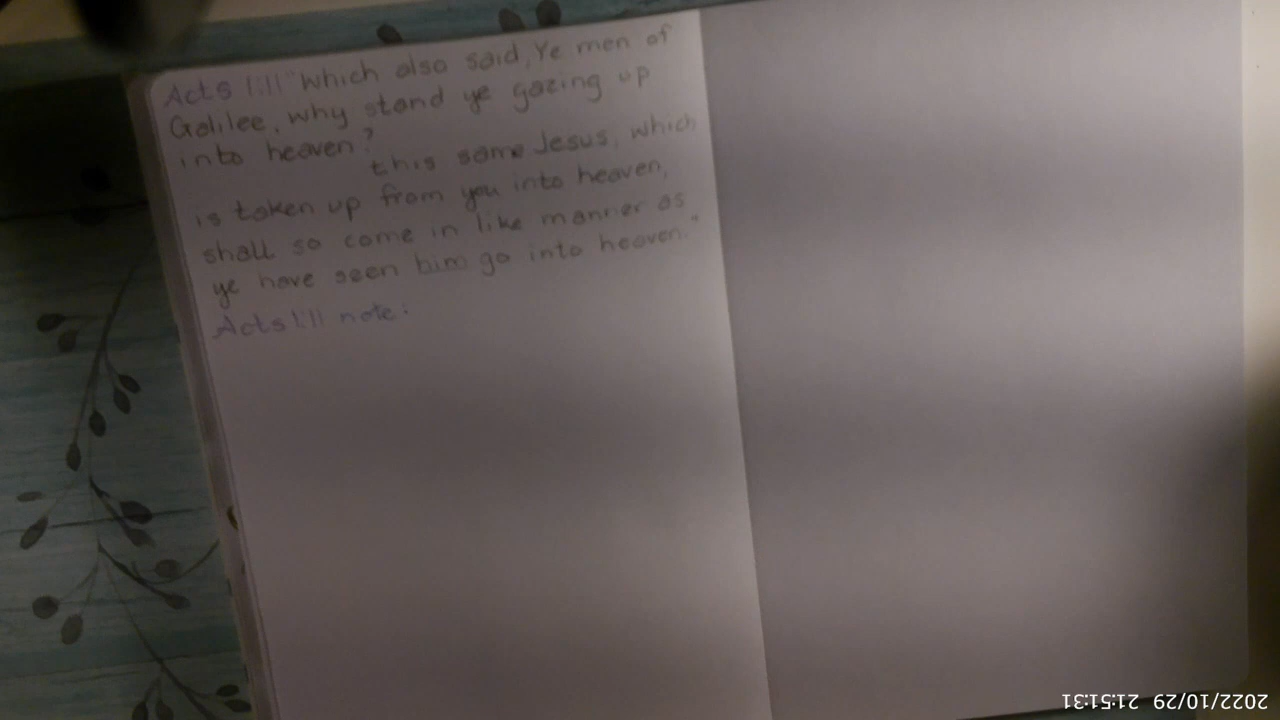 Acts 1:11 "Which also said, Ye men of
Galilee, why stand ye gazing up
into heaven?
this same Jesus, which
is taken up from you into heaven,
shall so come in like manner as
ye have seen him go into heaven."
Acts 1:11 note:
2022/10/29 21:51:31